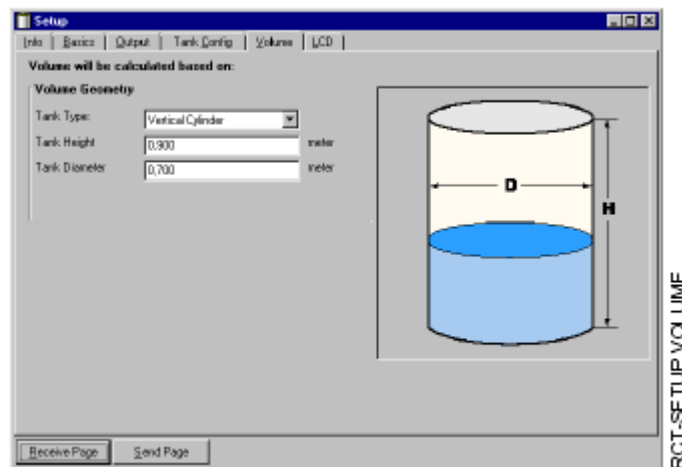 Setup
Info | Basics | Output | Tank Config | Volume | LCD
Volume will be calculated based on:
Volume Geometry
Tank Type: Vertical Cylinder
Tank Height 0,900 meter
Tank Diameter 0,700 meter
D
H
Receive Page Send Page
RCT-SETUP VOLUME